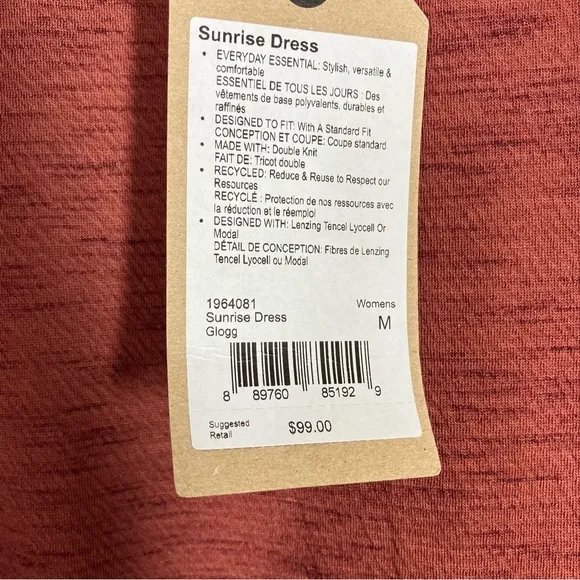 Sunrise Dress
• EVERYDAY ESSENTIAL: Stylish, versatile &
comfortable
ESSENTIEL DE TOUS LES JOURS : Des
vêtements de base polyvalents, durables et
raffinés
• DESIGNED TO FIT: With A Standard Fit
CONCEPTION ET COUPE: Coupe standard
• MADE WITH: Double Knit
FAIT DE: Tricot double
• RECYCLED: Reduce & Reuse to Respect our
Resources
RECYCLÉ : Protection de nos ressources avec
la réduction et le réemploi
• DESIGNED WITH: Lenzing Tencel Lyocell Or
Modal
DÉTAIL DE CONCEPTION: Fibres de Lenzing
Tencel Lyocell ou Modal
1964081 Womens
Sunrise Dress M
Glogg
8 89760 85192 9
Suggested
Retail $99.00